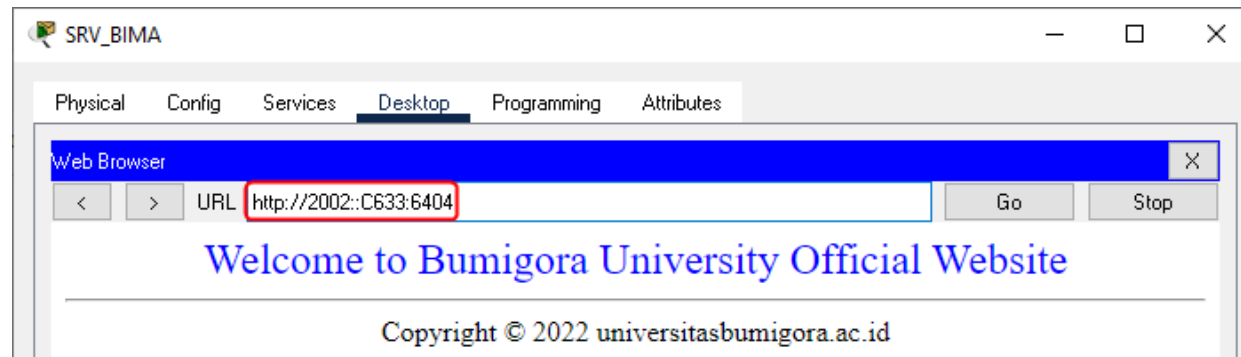 SRV_BIMA
Physical Config Services Desktop Programming Attributes
Web Browser X
< > URL http://2002::C633:6404 Go Stop
Welcome to Bumigora University Official Website
Copyright © 2022 universitasbumigora.ac.id